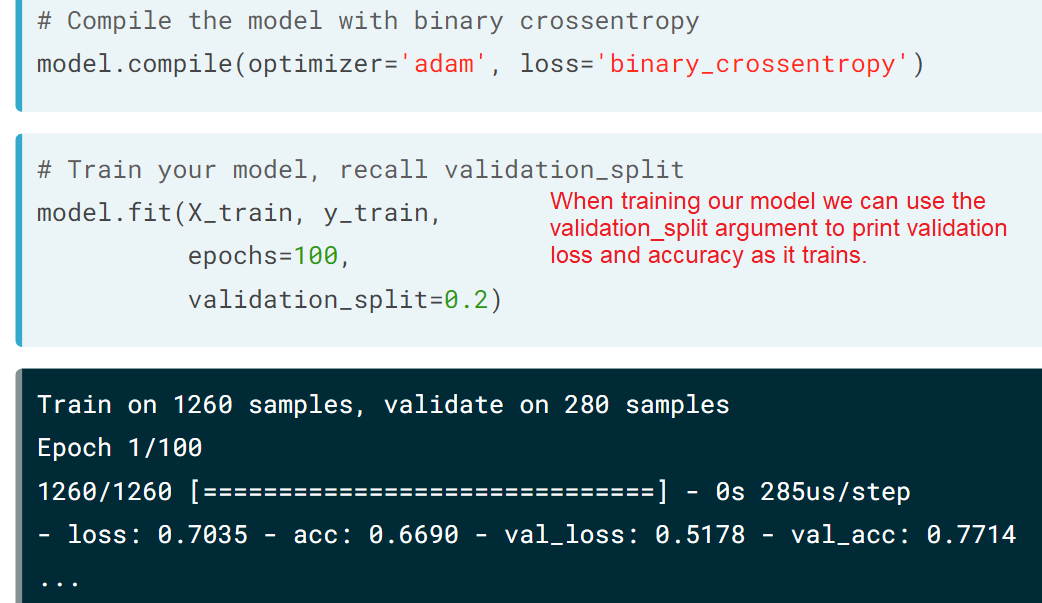 # Compile the model with binary crossentropy
model.compile(optimizer='adam', loss='binary_crossentropy')
# Train your model, recall validation_split
model.fit(X_train, y_train,
epochs=100,
validation_split=0.2)
When training our model we can use the
validation_split argument to print validation
loss and accuracy as it trains.
Train on 1260 samples, validate on 280 samples
Epoch 1/100
1260/1260 [==============================] - 0s 285us/step
- loss: 0.7035 - acc: 0.6690 - val_loss: 0.5178 - val_acc: 0.7714
...